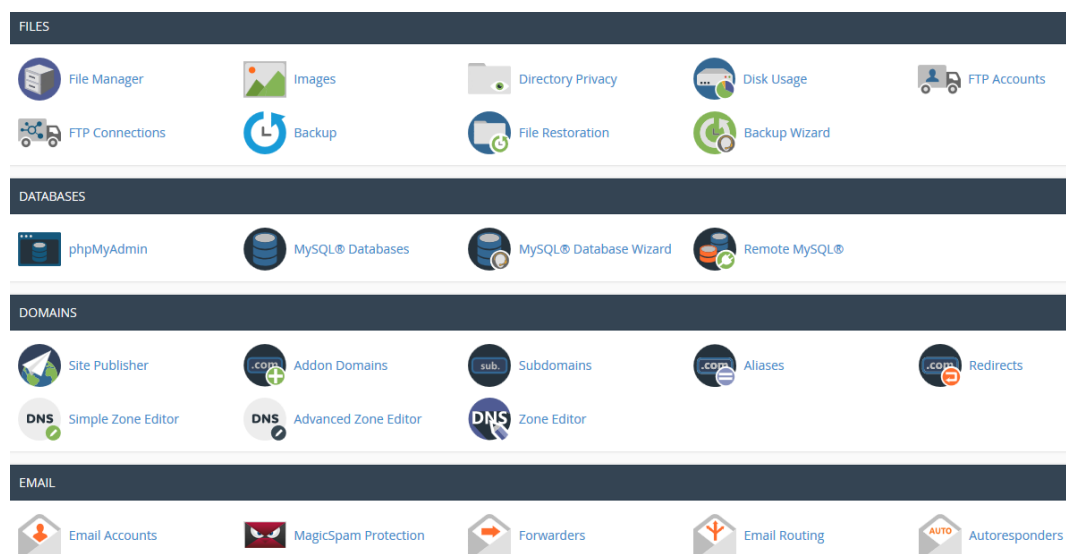 FILES
File Manager
Images
Directory Privacy
Disk Usage
FTP Accounts
FTP Connections
Backup
File Restoration
Backup Wizard
DATABASES
phpMyAdmin
MySQL® Databases
MySQL® Database Wizard
Remote MySQL®
DOMAINS
Site Publisher
.com
Addon Domains
sub.
Subdomains
.com
Aliases
.com
Redirects
DNS
Simple Zone Editor
DNS
Advanced Zone Editor
DNS
Zone Editor
EMAIL
Email Accounts
MagicSpam Protection
Forwarders
Email Routing
AUTO
Autoresponders